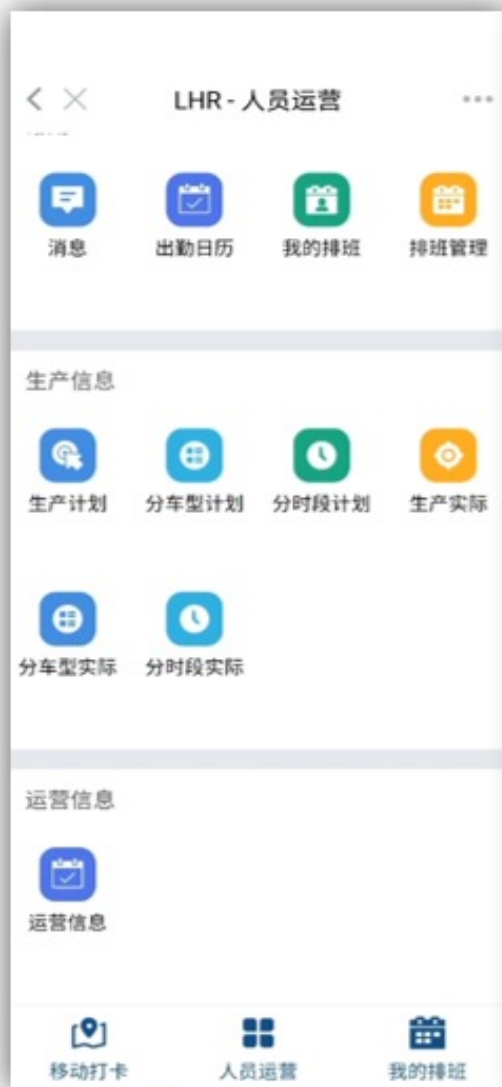 LHR - 人员运营
消息 出勤日历 我的排班 排班管理
生产信息
生产计划 分车型计划 分时段计划 生产实际
分车型实际 分时段实际
运营信息
运营信息
移动打卡 人员运营 我的排班